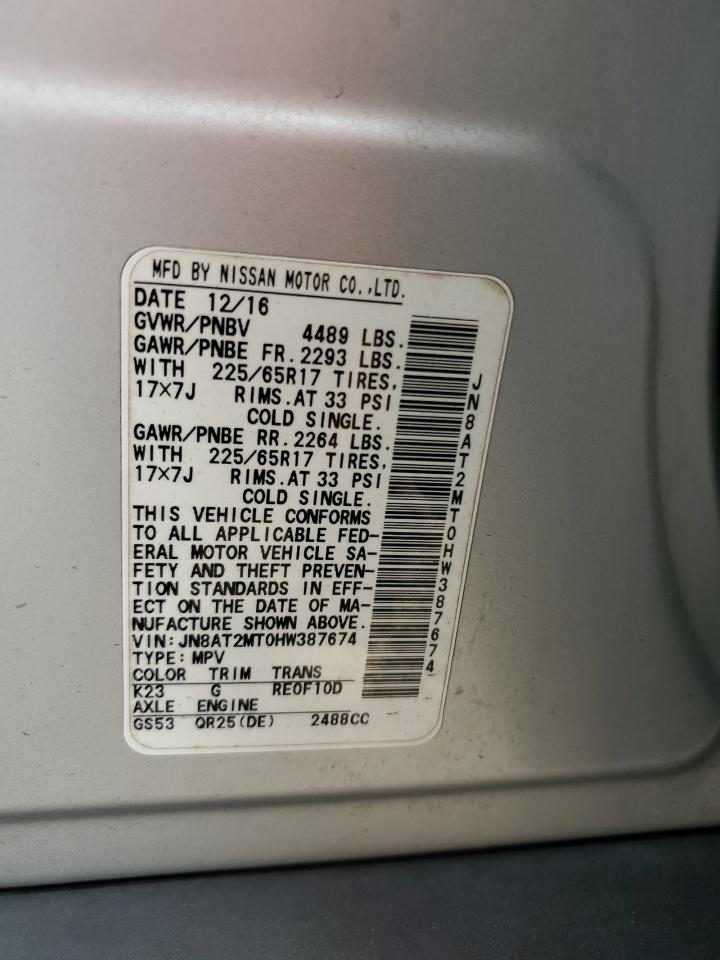 MFD BY NISSAN MOTOR CO.,LTD.
DATE 12/16
GVWR/PNBV 4489 LBS.
GAWR/PNBE FR.2293 LBS.
WITH 225/65R17 TIRES,
17×7J RIMS.AT 33 PSI
COLD SINGLE.
GAWR/PNBE RR.2264 LBS.
WITH 225/65R17 TIRES,
17×7J RIMS.AT 33 PSI
COLD SINGLE.
THIS VEHICLE CONFORMS
TO ALL APPLICABLE FED-
ERAL MOTOR VEHICLE SA-
FETY AND THEFT PREVEN-
TION STANDARDS IN EFF-
ECT ON THE DATE OF MA-
NUFACTURE SHOWN ABOVE.
VIN:JN8AT2MT0HW387674
TYPE:MPV
COLOR TRIM TRANS
K23 G RE0F10D
AXLE ENGINE
GS53 QR25(DE) 2488CC
JN8AT2MT0HW387674